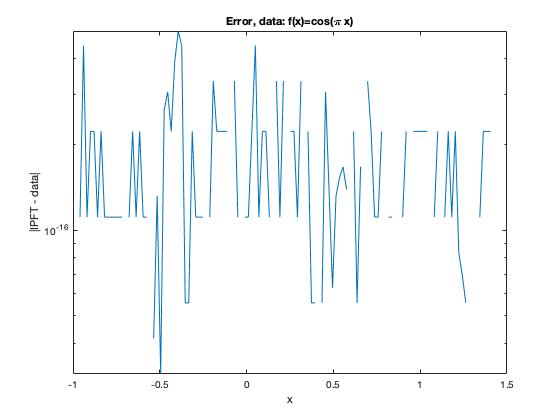 Error, data: f(x)=cos(π x)
|IPFT - data|
10-16
-1
-0.5
0
0.5
1
1.5
x